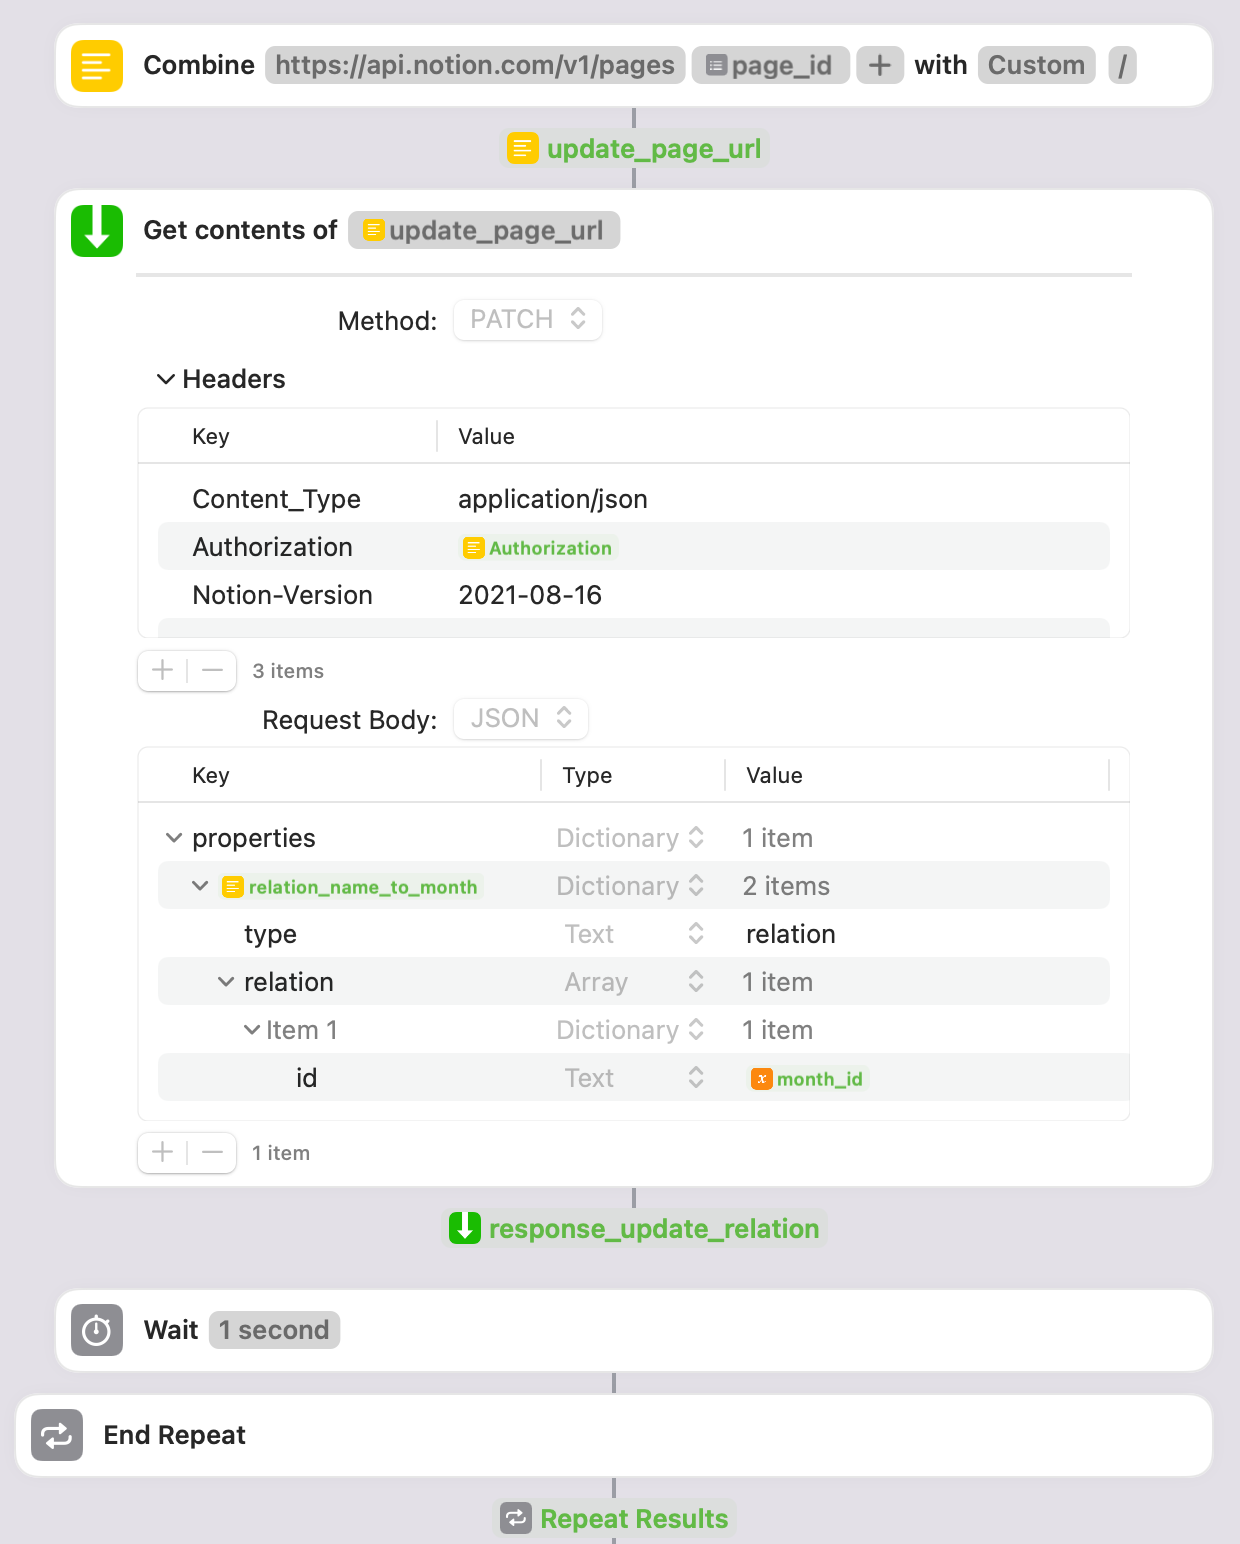 Combine https://api.notion.com/v1/pages page_id + with Custom /
update_page_url
Get contents of update_page_url
Method: PATCH
Headers
Key Value
Content_Type application/json
Authorization Authorization
Notion-Version 2021-08-16
3 items
Request Body: JSON
Key Type Value
properties Dictionary 1 item
relation_name_to_month Dictionary 2 items
type Text relation
relation Array 1 item
Item 1 Dictionary 1 item
id Text month_id
1 item
response_update_relation
Wait 1 second
End Repeat
Repeat Results